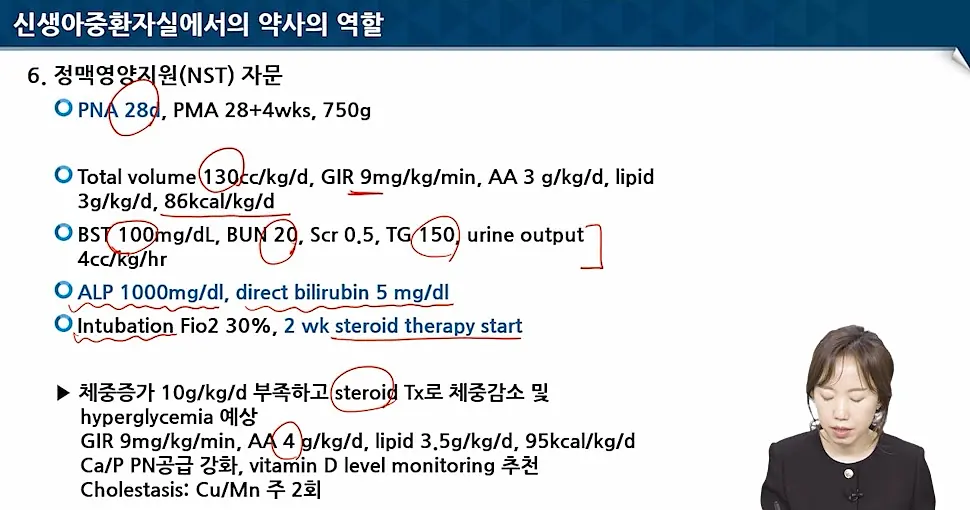 신생아중환자실에서의 약사의 역할
6. 정맥영양지원(NST) 자문
PNA 28d, PMA 28+4wks, 750g
Total volume 130cc/kg/d, GIR 9mg/kg/min, AA 3 g/kg/d, lipid
3g/kg/d, 86kcal/kg/d
BST 100mg/dL, BUN 20, Scr 0.5, TG 150, urine output
4cc/kg/hr
ALP 1000mg/dl, direct bilirubin 5 mg/dl
Intubation Fio2 30%, 2 wk steroid therapy start
▶ 체중증가 10g/kg/d 부족하고 steroid Tx로 체중감소 및
hyperglycemia 예상
GIR 9mg/kg/min, AA 4 g/kg/d, lipid 3.5g/kg/d, 95kcal/kg/d
Ca/P PN공급 강화, vitamin D level monitoring 추천
Cholestasis: Cu/Mn 주 2회